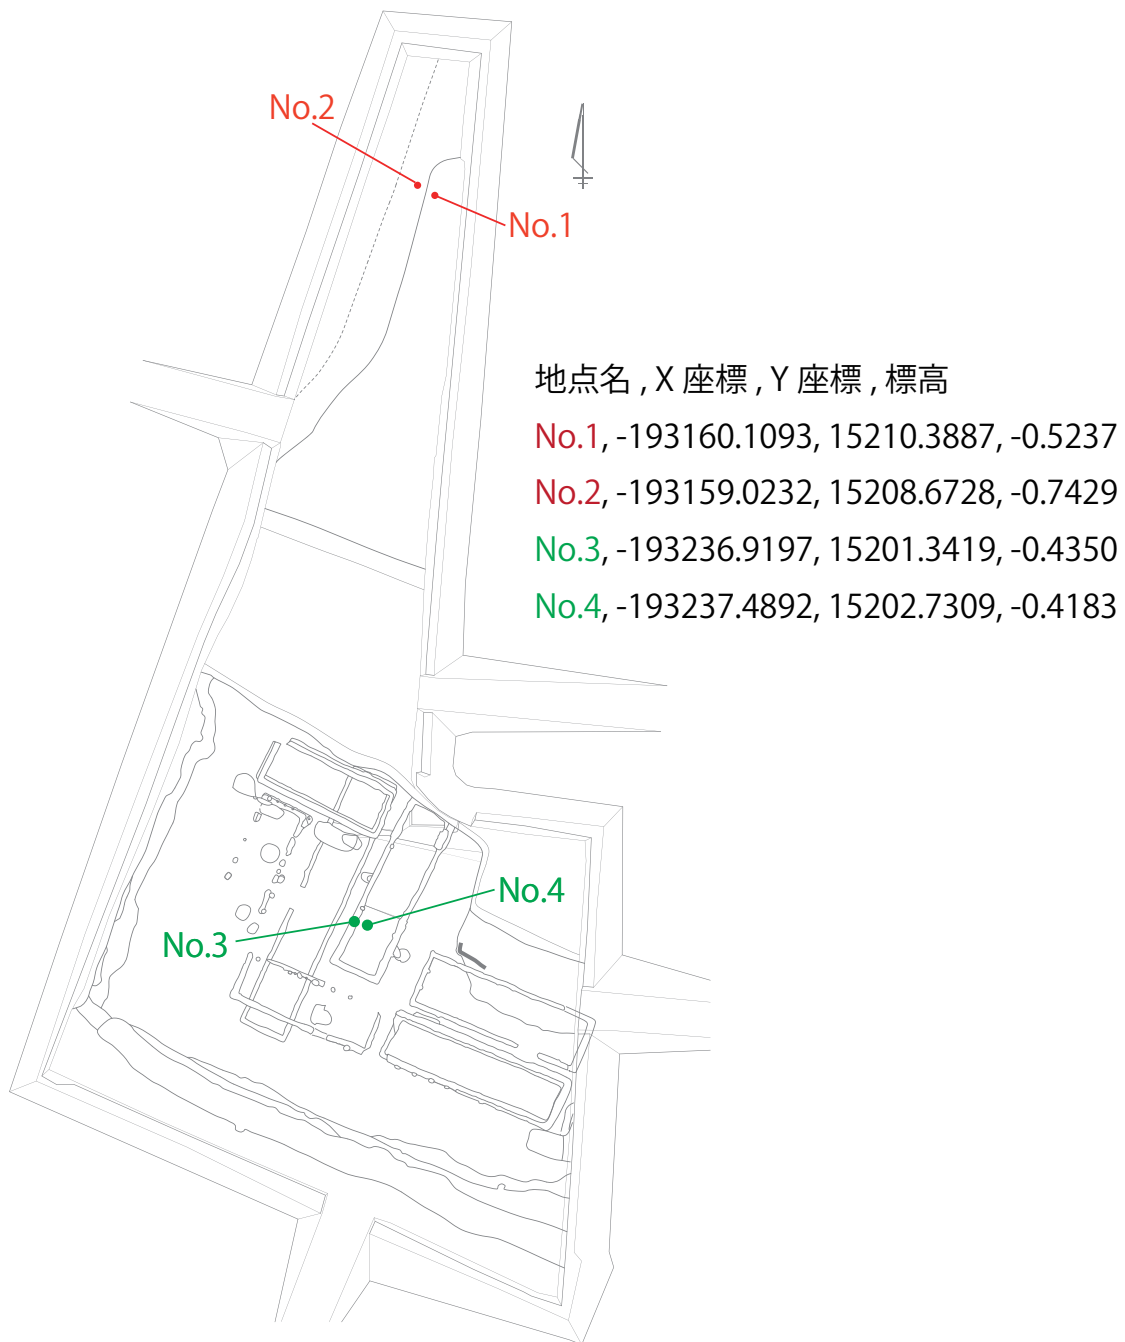 No.2
No.1
地点名 , X 座標 , Y 座標 , 標高
No.1, -193160.1093, 15210.3887, -0.5237
No.2, -193159.0232, 15208.6728, -0.7429
No.3, -193236.9197, 15201.3419, -0.4350
No.4, -193237.4892, 15202.7309, -0.4183
No.4
No.3